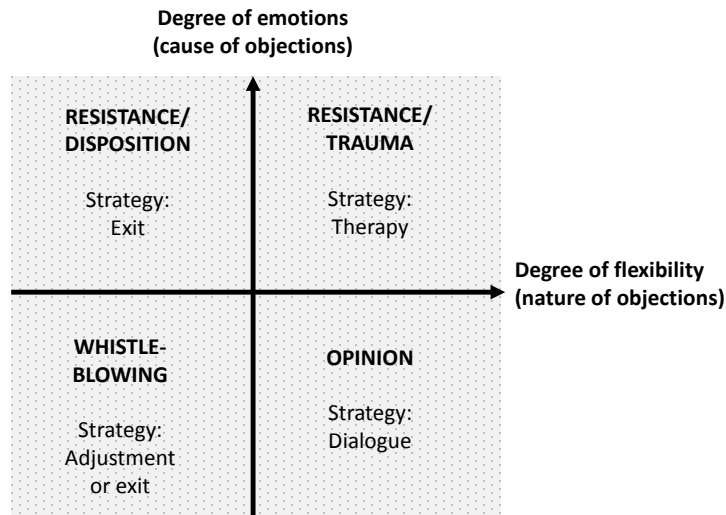 Degree of emotions
(cause of objections)
RESISTANCE/
DISPOSITION
Strategy:
Exit
RESISTANCE/
TRAUMA
Strategy:
Therapy
Degree of flexibility
(nature of objections)
WHISTLE-
BLOWING
Strategy:
Adjustment
or exit
OPINION
Strategy:
Dialogue